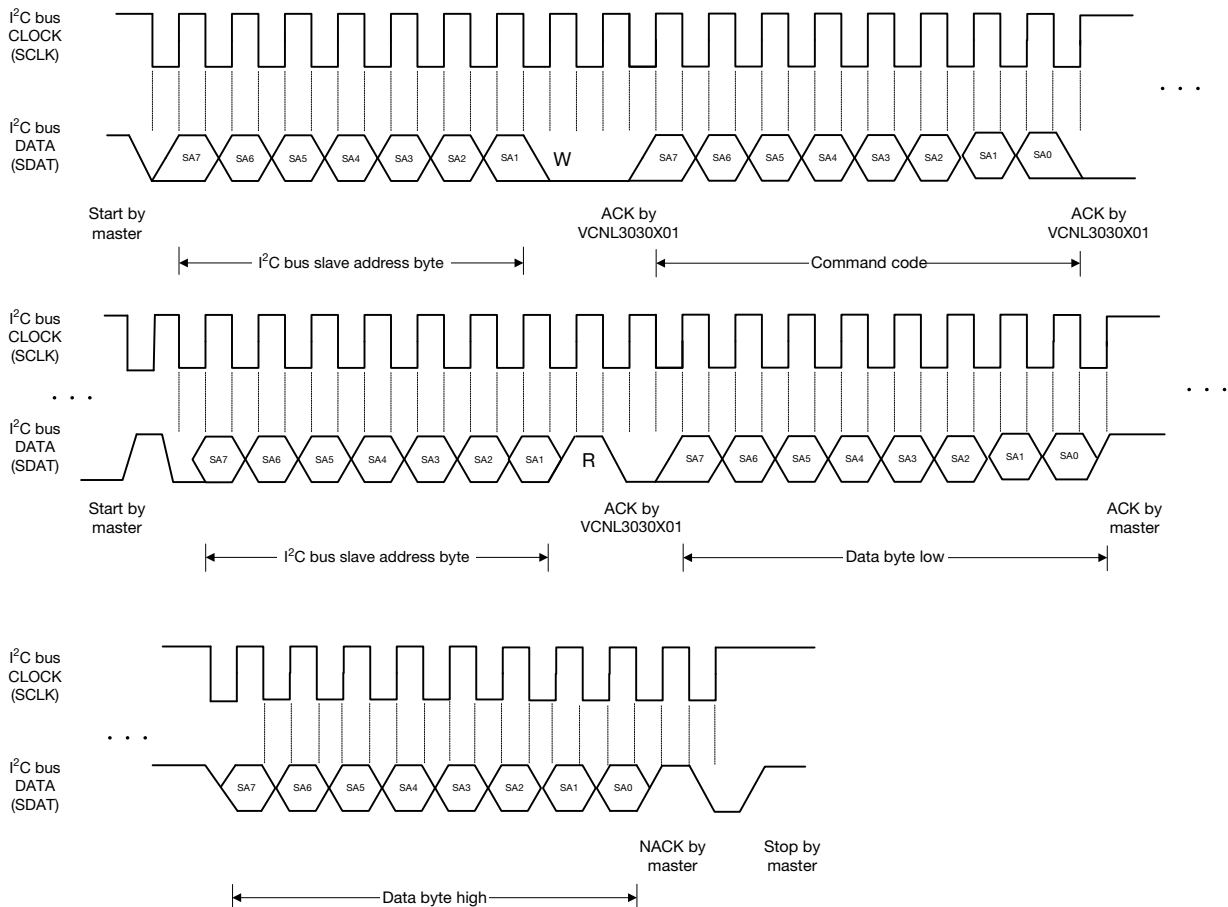 I²C bus
CLOCK
(SCLK)
. . .
I²C bus
DATA
(SDAT)
SA7 SA6 SA5 SA4 SA3 SA2 SA1 W SA7 SA6 SA5 SA4 SA3 SA2 SA1 SA0
Start by
master
ACK by
VCNL3030X01
ACK by
VCNL3030X01
I²C bus slave address byte
Command code
I²C bus
CLOCK
(SCLK)
. . .
. . .
I²C bus
DATA
(SDAT)
SA7 SA6 SA5 SA4 SA3 SA2 SA1 R SA7 SA6 SA5 SA4 SA3 SA2 SA1 SA0
Start by
master
ACK by
VCNL3030X01
ACK by
master
I²C bus slave address byte
Data byte low
I²C bus
CLOCK
(SCLK)
. . .
I²C bus
DATA
(SDAT)
SA7 SA6 SA5 SA4 SA3 SA2 SA1 SA0
NACK by
master
Stop by
master
Data byte high